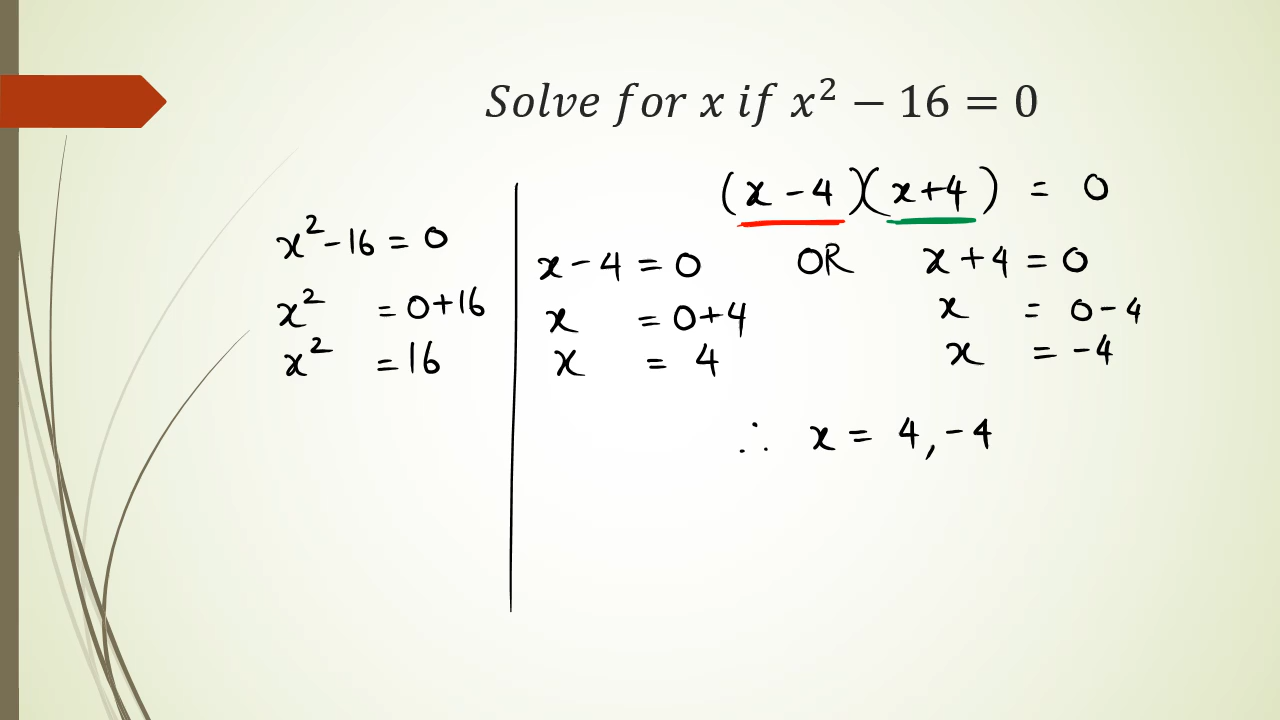 Solve for x if x² − 16 = 0
x² - 16 = 0
x² = 0 + 16
x² = 16
(x - 4)(x + 4) = 0
x - 4 = 0 OR x + 4 = 0
x = 0 + 4 x = 0 - 4
x = 4 x = -4
∴ x = 4, -4